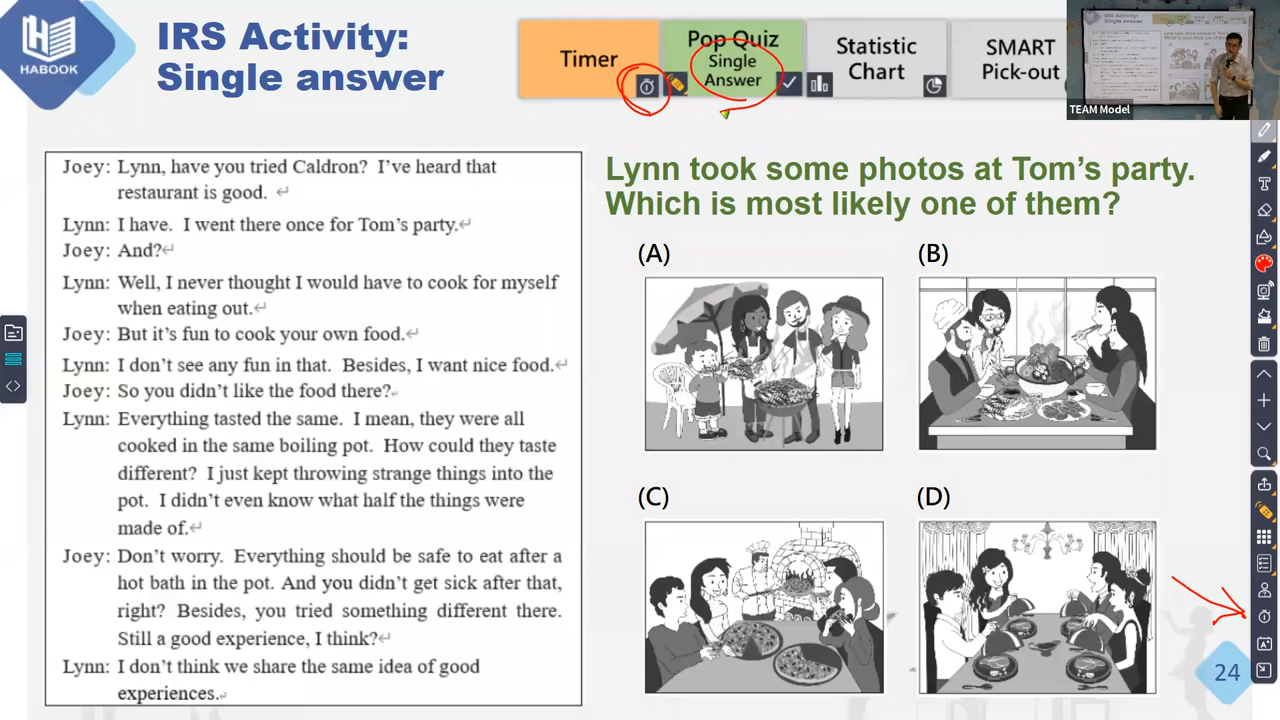 HABOOK
IRS Activity:
Single answer
Timer
Pop Quiz
Single
Answer
Statistic
Chart
SMART
Pick-out
TEAM Model
Joey: Lynn, have you tried Caldron? I've heard that
restaurant is good.
Lynn: I have. I went there once for Tom's party.
Joey: And?
Lynn: Well, I never thought I would have to cook for myself
when eating out.
Joey: But it's fun to cook your own food.
Lynn: I don't see any fun in that. Besides, I want nice food.
Joey: So you didn't like the food there?
Lynn: Everything tasted the same. I mean, they were all
cooked in the same boiling pot. How could they taste
different? I just kept throwing strange things into the
pot. I didn't even know what half the things were
made of.
Joey: Don't worry. Everything should be safe to eat after a
hot bath in the pot. And you didn't get sick after that,
right? Besides, you tried something different there.
Still a good experience, I think?
Lynn: I don't think we share the same idea of good
experiences.
Lynn took some photos at Tom's party.
Which is most likely one of them?
(A)
(B)
(C)
(D)
24